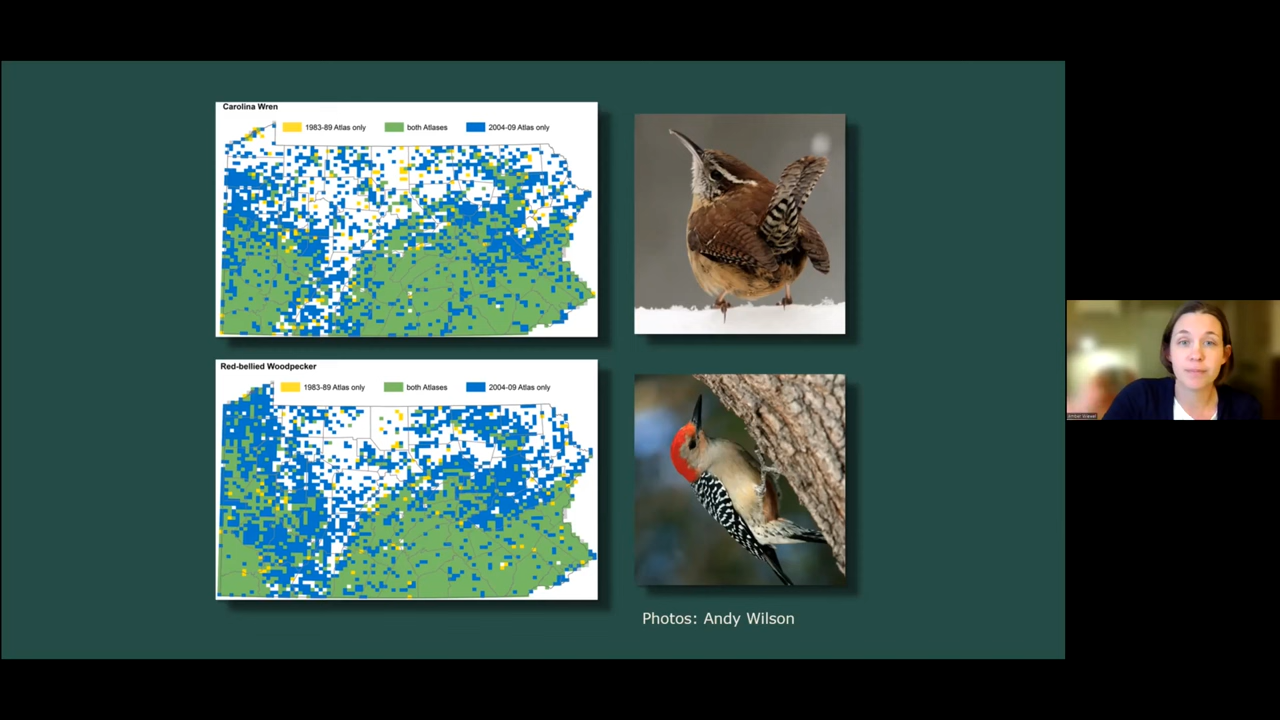 Carolina Wren
1983-89 Atlas only
both Atlases
2004-09 Atlas only
Red-bellied Woodpecker
1983-89 Atlas only
both Atlases
2004-09 Atlas only
Photos: Andy Wilson